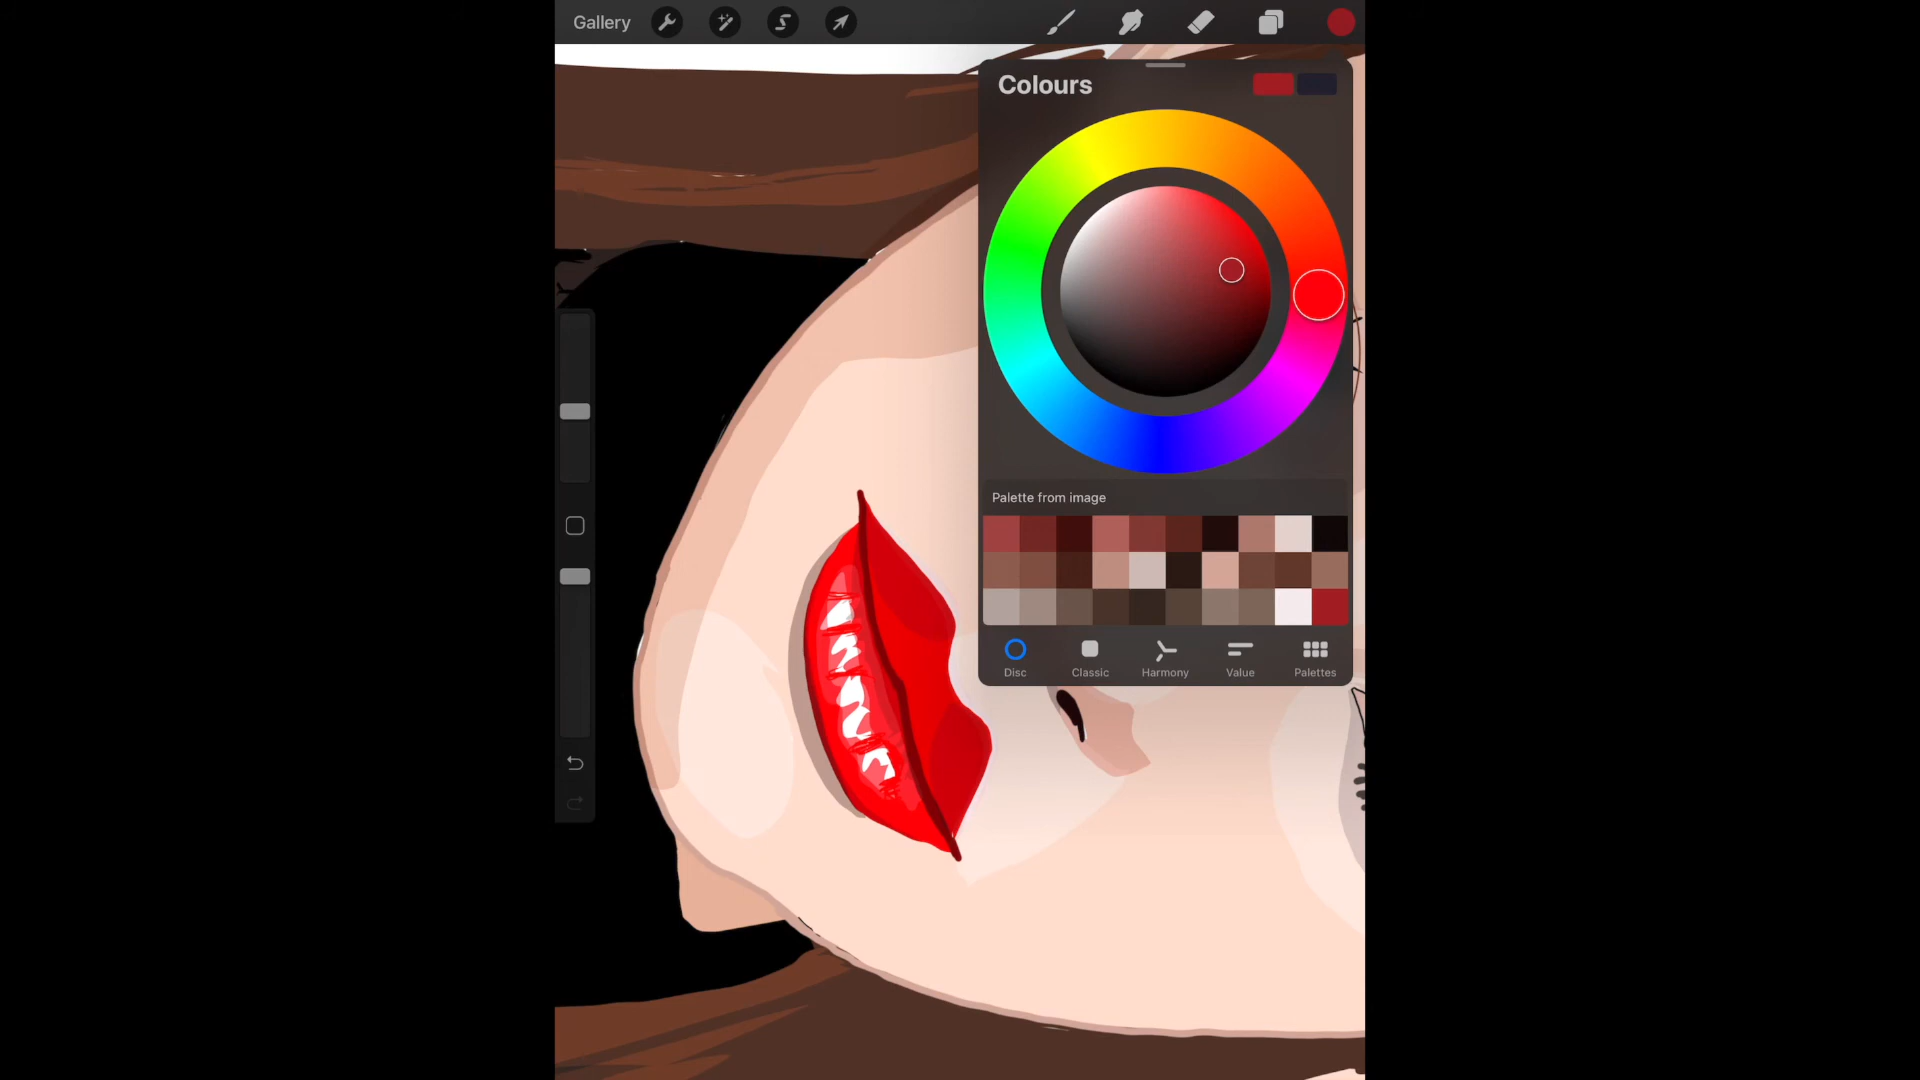 Gallery
Colours
Palette from image
Disc
Classic
Harmony
Value
Palettes